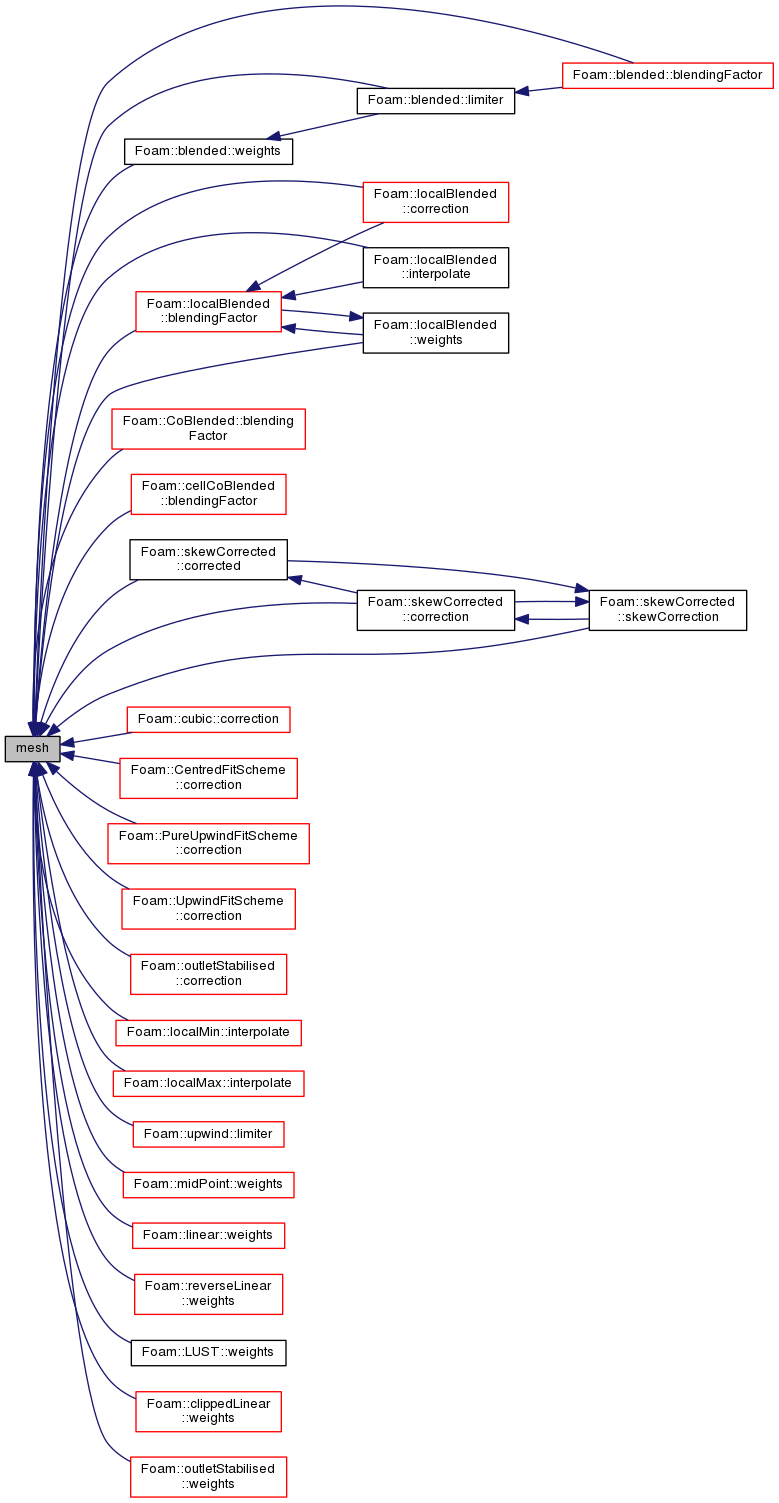 Foam::blended::blendingFactor
Foam::blended::limiter
Foam::blended::weights
Foam::localBlended
::correction
Foam::localBlended
::interpolate
Foam::localBlended
::blendingFactor
Foam::localBlended
::weights
Foam::CoBlended::blending
Factor
Foam::cellCoBlended
::blendingFactor
Foam::skewCorrected
::corrected
Foam::skewCorrected
::correction
Foam::skewCorrected
::skewCorrection
Foam::cubic::correction
mesh
Foam::CentredFitScheme
::correction
Foam::PureUpwindFitScheme
::correction
Foam::UpwindFitScheme
::correction
Foam::outletStabilised
::correction
Foam::localMin::interpolate
Foam::localMax::interpolate
Foam::upwind::limiter
Foam::midPoint::weights
Foam::linear::weights
Foam::reverseLinear
::weights
Foam::LUST::weights
Foam::clippedLinear
::weights
Foam::outletStabilised
::weights